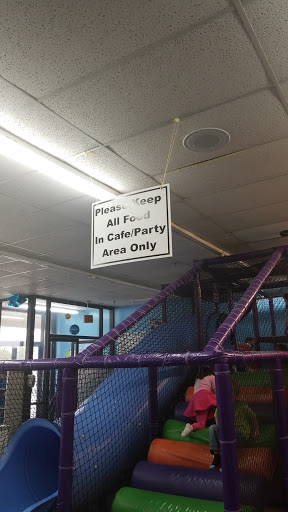 Please Keep
All Food
In Cafe/Party
Area Only